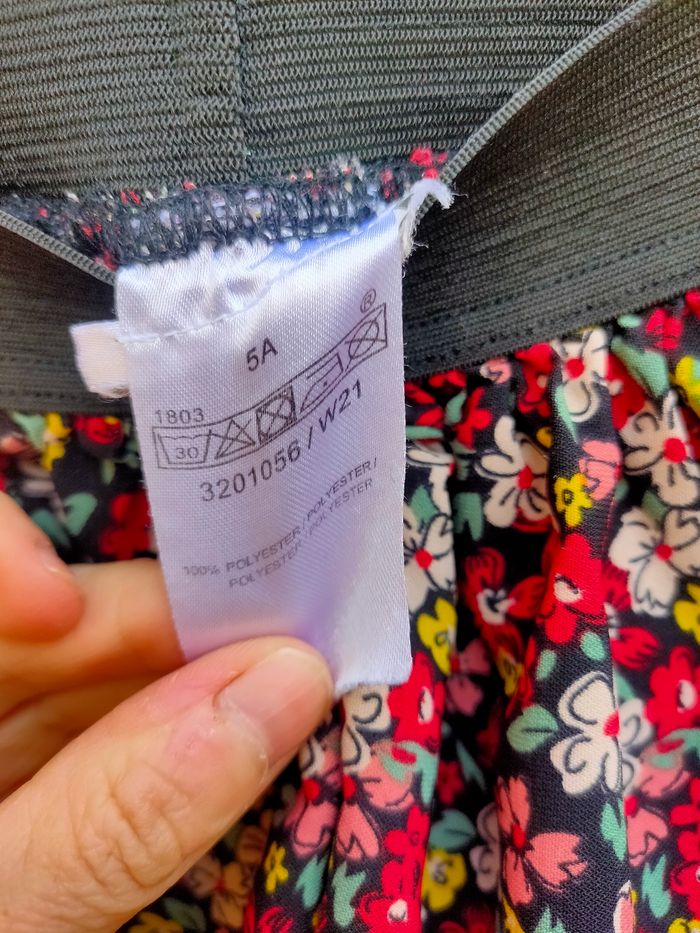 5A
1803
30
3201056 / W21
100% POLYESTER / POLYESTER /
POLYESTER / POLYESTER